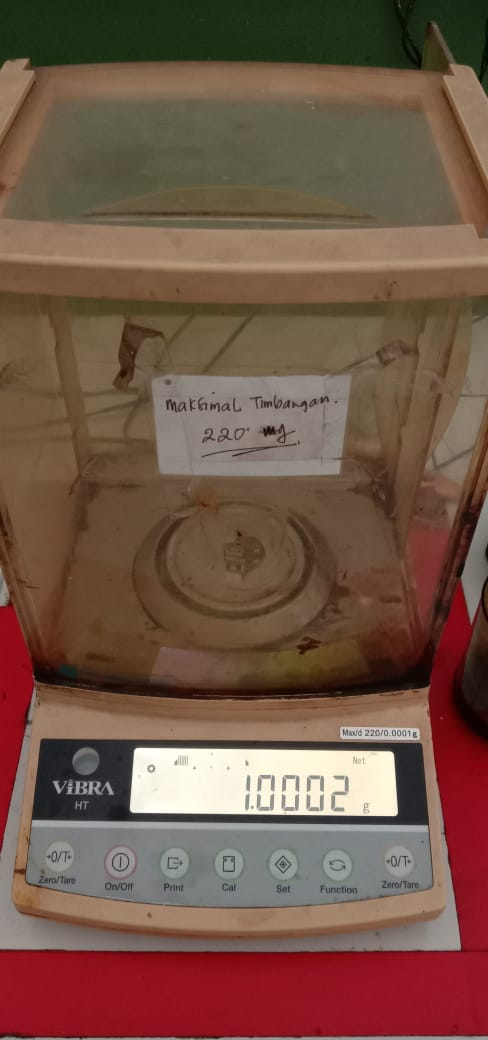 Maksimal Timbangan.
220 mg
Max/d 220/0.0001g
ViBRA
HT
Net
1.0002 g
→0/T←
Zero/Tare
On/Off
Print
Cal
Set
Function
→0/T←
Zero/Tare